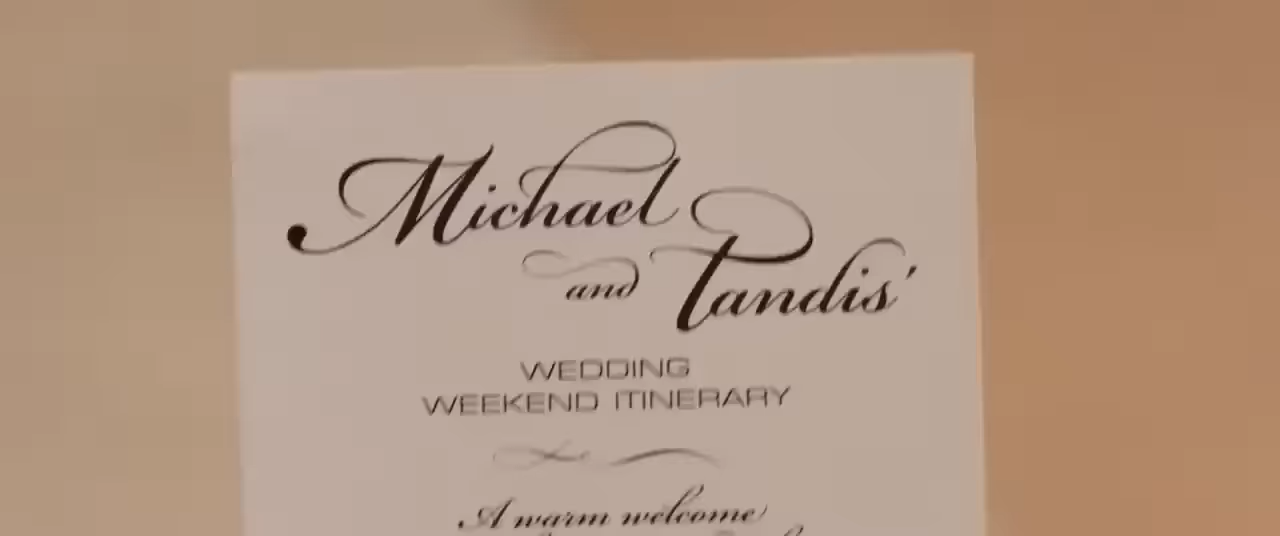 Michael
and Tandis'
WEDDING
WEEKEND ITINERARY
A warm welcome